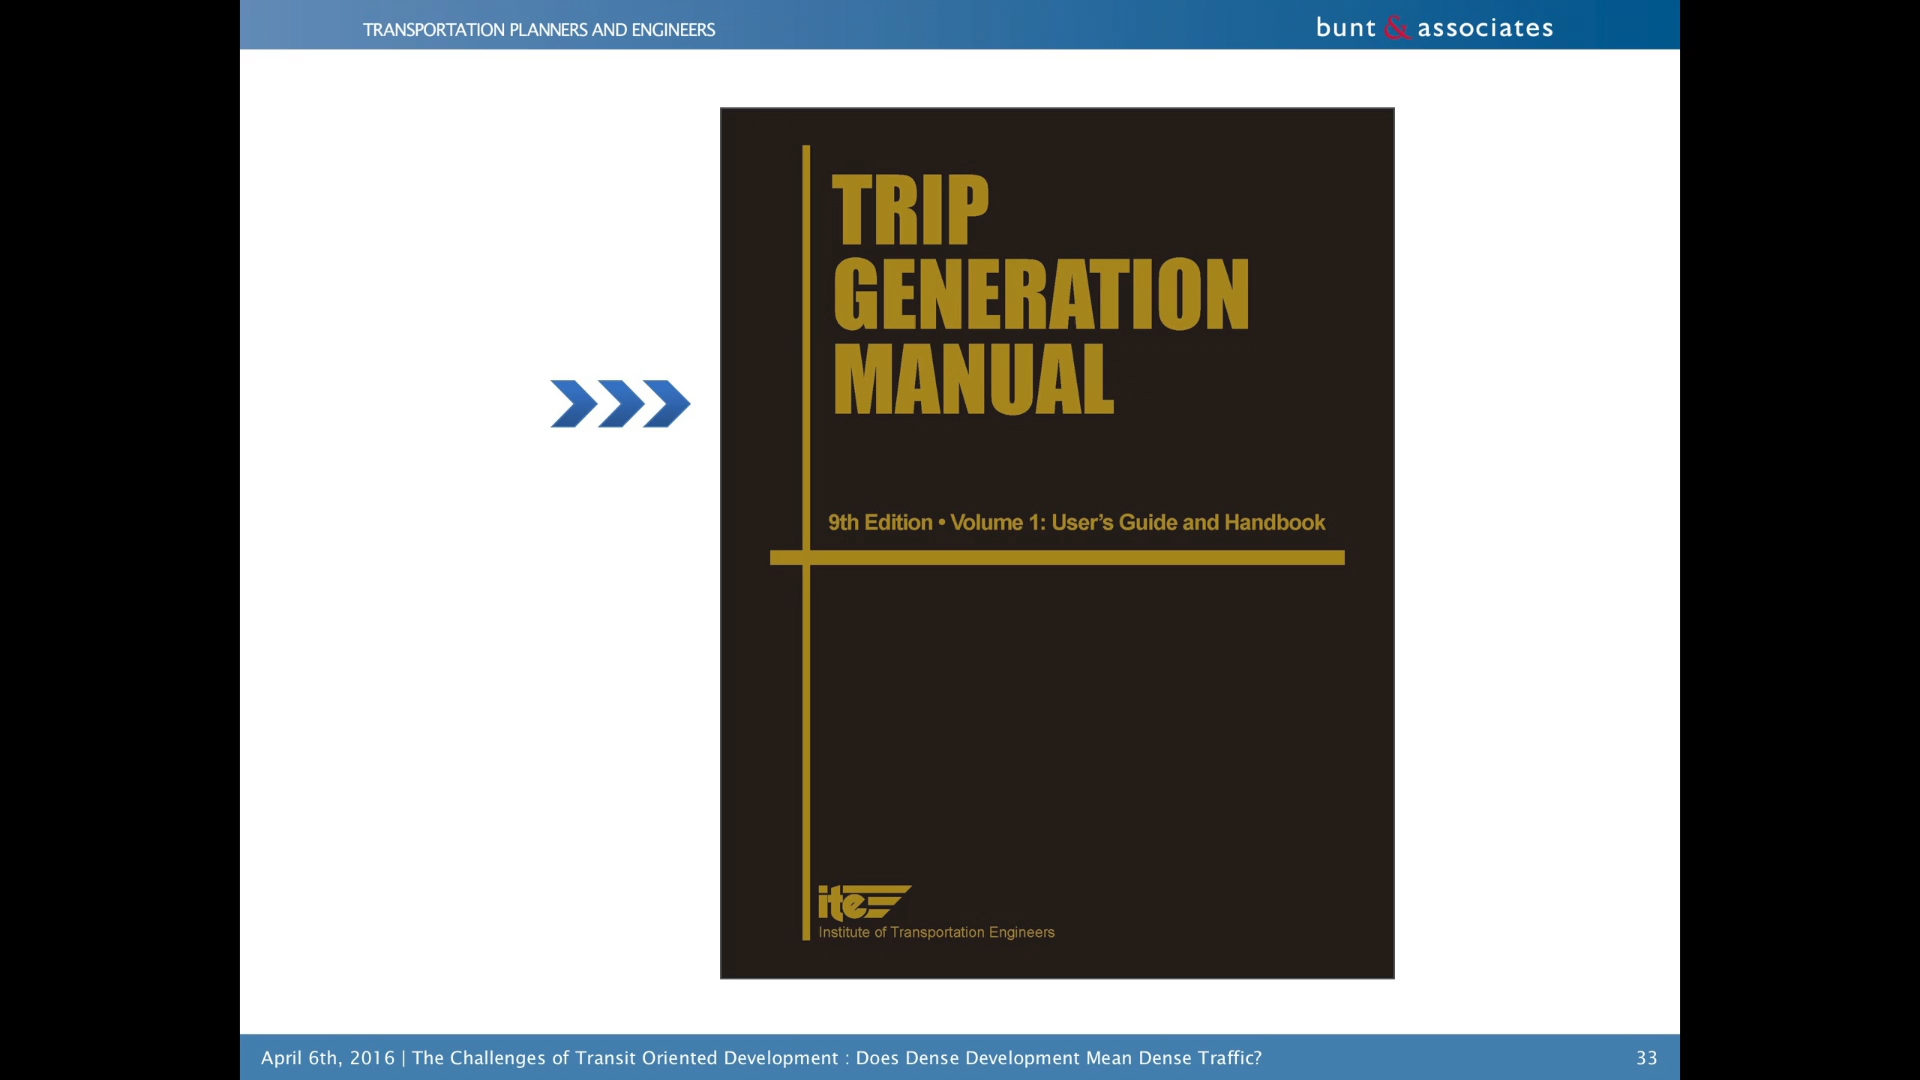 TRANSPORTATION PLANNERS AND ENGINEERS
bunt & associates
TRIP
GENERATION
MANUAL
9th Edition • Volume 1: User's Guide and Handbook
ite
Institute of Transportation Engineers
April 6th, 2016 | The Challenges of Transit Oriented Development : Does Dense Development Mean Dense Traffic?
33